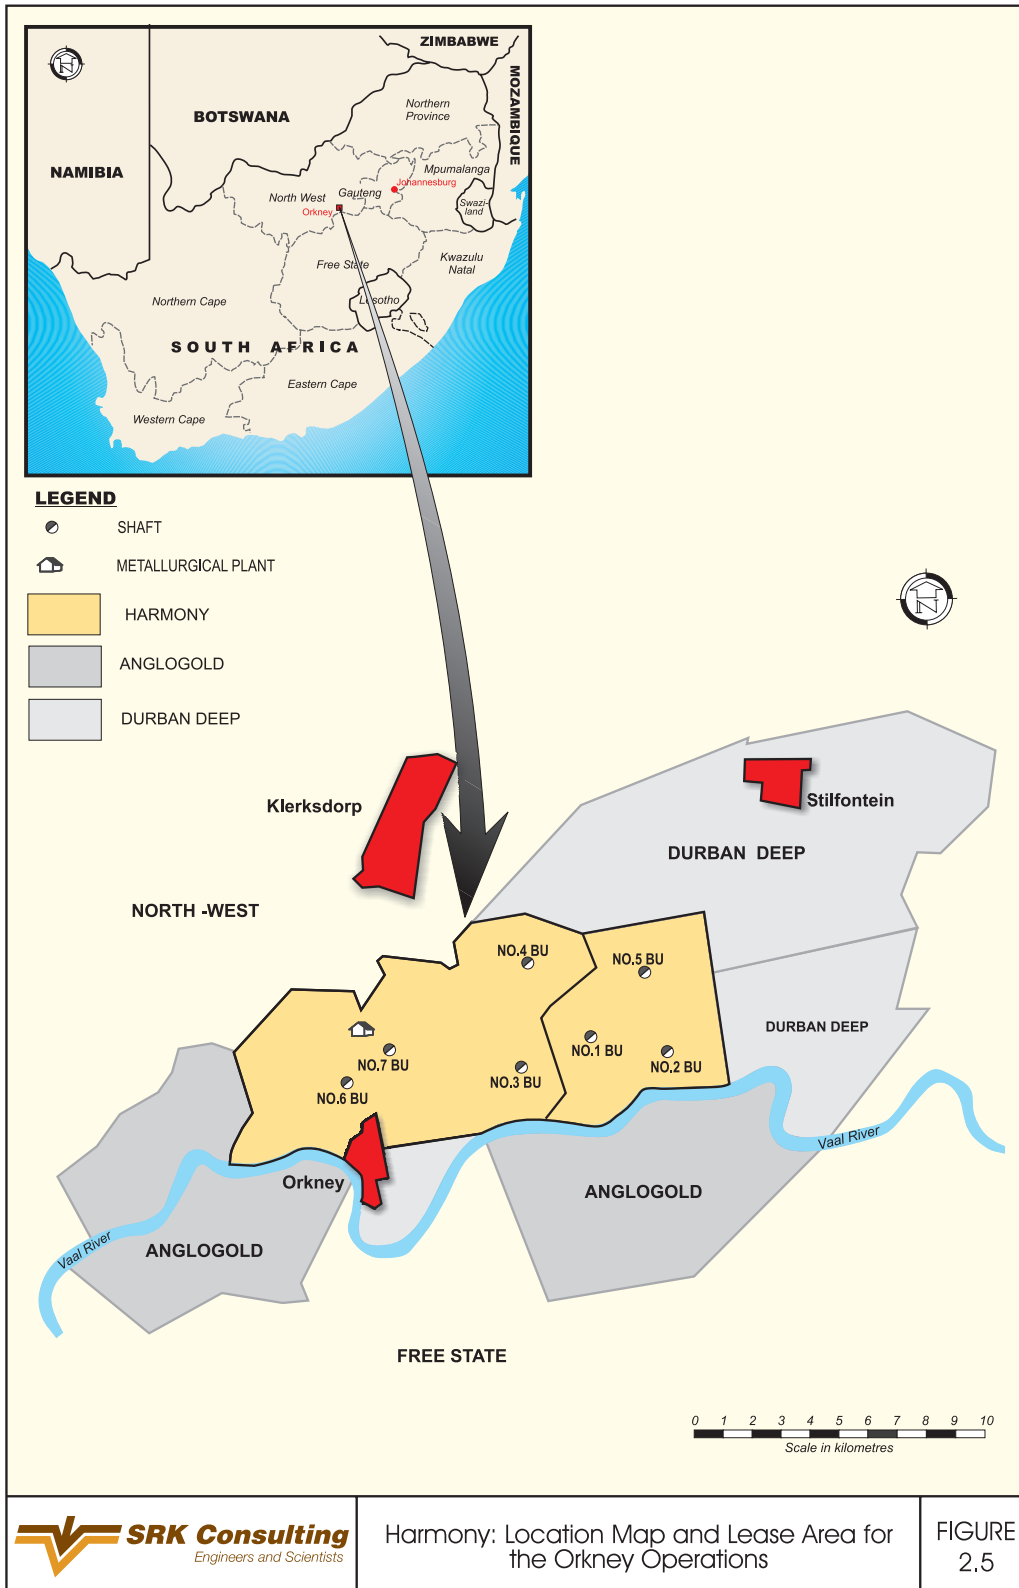 ZIMBABWE
MOZAMBIQUE
N
BOTSWANA
Northern
Province
NAMIBIA
Mpumalanga
Johannesburg
North West
Gauteng
Orkney
Swazi-
land
Free State
Kwazulu
Natal
Northern Cape
Lesotho
SOUTH AFRICA
Eastern Cape
Western Cape
LEGEND
SHAFT
METALLURGICAL PLANT
HARMONY
ANGLOGOLD
DURBAN DEEP
N
Klerksdorp
Stilfontein
DURBAN DEEP
NORTH -WEST
NO.4 BU
NO.5 BU
DURBAN DEEP
NO.1 BU
NO.7 BU
NO.2 BU
NO.3 BU
NO.6 BU
Vaal River
Orkney
ANGLOGOLD
Vaal River
ANGLOGOLD
FREE STATE
0 1 2 3 4 5 6 7 8 9 10
Scale in kilometres
SRK Consulting
Engineers and Scientists
Harmony: Location Map and Lease Area for
the Orkney Operations
FIGURE
2.5